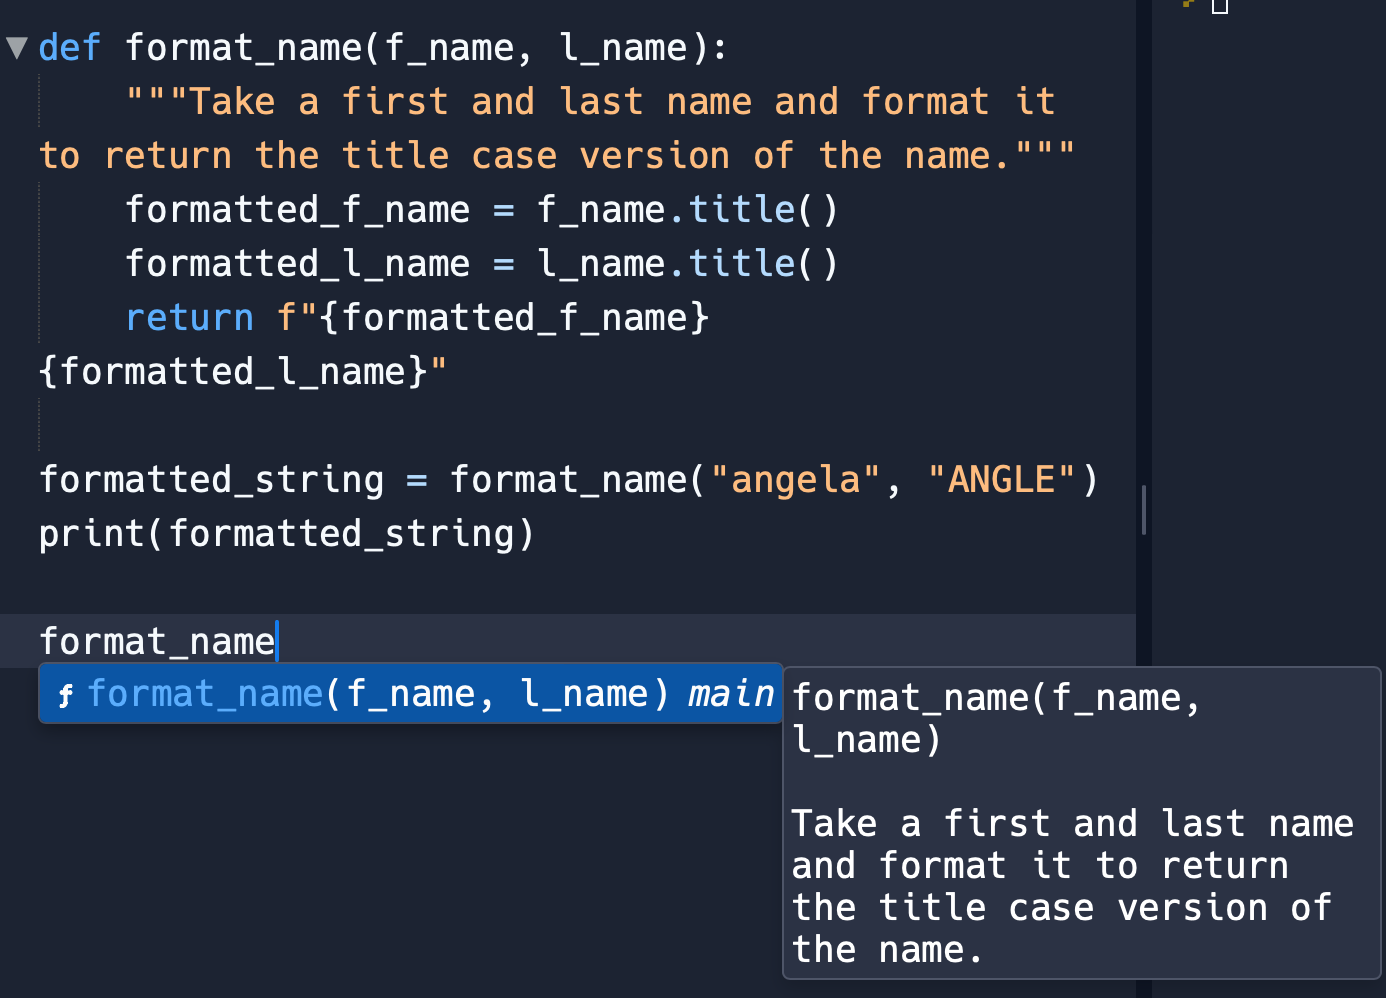 def format_name(f_name, l_name):
"""Take a first and last name and format it
to return the title case version of the name."""
formatted_f_name = f_name.title()
formatted_l_name = l_name.title()
return f"{formatted_f_name}
{formatted_l_name}"
formatted_string = format_name("angela", "ANGLE")
print(formatted_string)
format_name
format_name(f_name, l_name) main
format_name(f_name,
l_name)
Take a first and last name
and format it to return
the title case version of
the name.